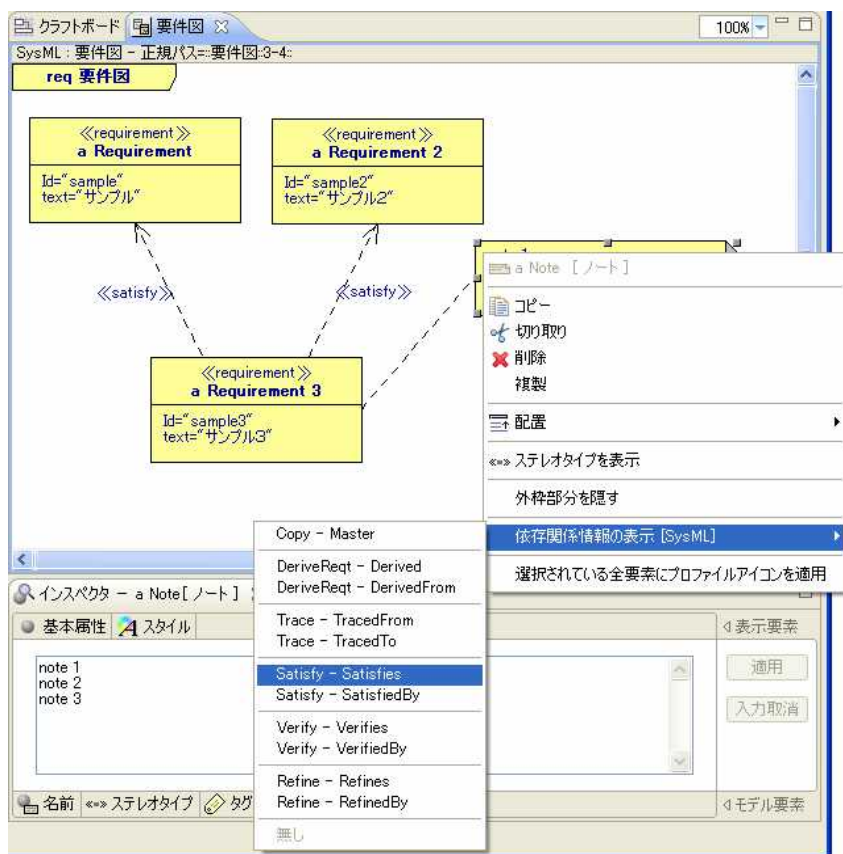 クラフトボード 要件図
100%
SysML : 要件図 - 正規パス=::要件図::3-4::
req 要件図
≪requirement≫
a Requirement
Id="sample"
text="サンプル"
≪requirement≫
a Requirement 2
Id="sample2"
text="サンプル2"
≪satisfy≫
≪satisfy≫
≪requirement≫
a Requirement 3
Id="sample3"
text="サンプル3"
a Note [ノート]
コピー
切り取り
削除
複製
配置
«=» ステレオタイプを表示
外枠部分を隠す
依存関係情報の表示 [SysML]
選択されている全要素にプロファイルアイコンを適用
Copy - Master
DeriveReqt - Derived
DeriveReqt - DerivedFrom
Trace - TracedFrom
Trace - TracedTo
Satisfy - Satisfies
Satisfy - SatisfiedBy
Verify - Verifies
Verify - VerifiedBy
Refine - Refines
Refine - RefinedBy
無し
インスペクタ - a Note[ノート]
基本属性 スタイル
表示要素
note 1
note 2
note 3
適用
入力取消
名前 «=» ステレオタイプ タグ
モデル要素